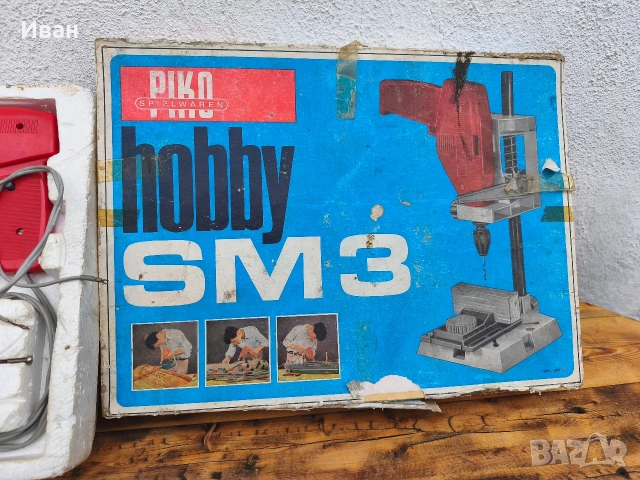 Иван
PIKO
SPIELWAREN
hobby
SM3
BAZAR